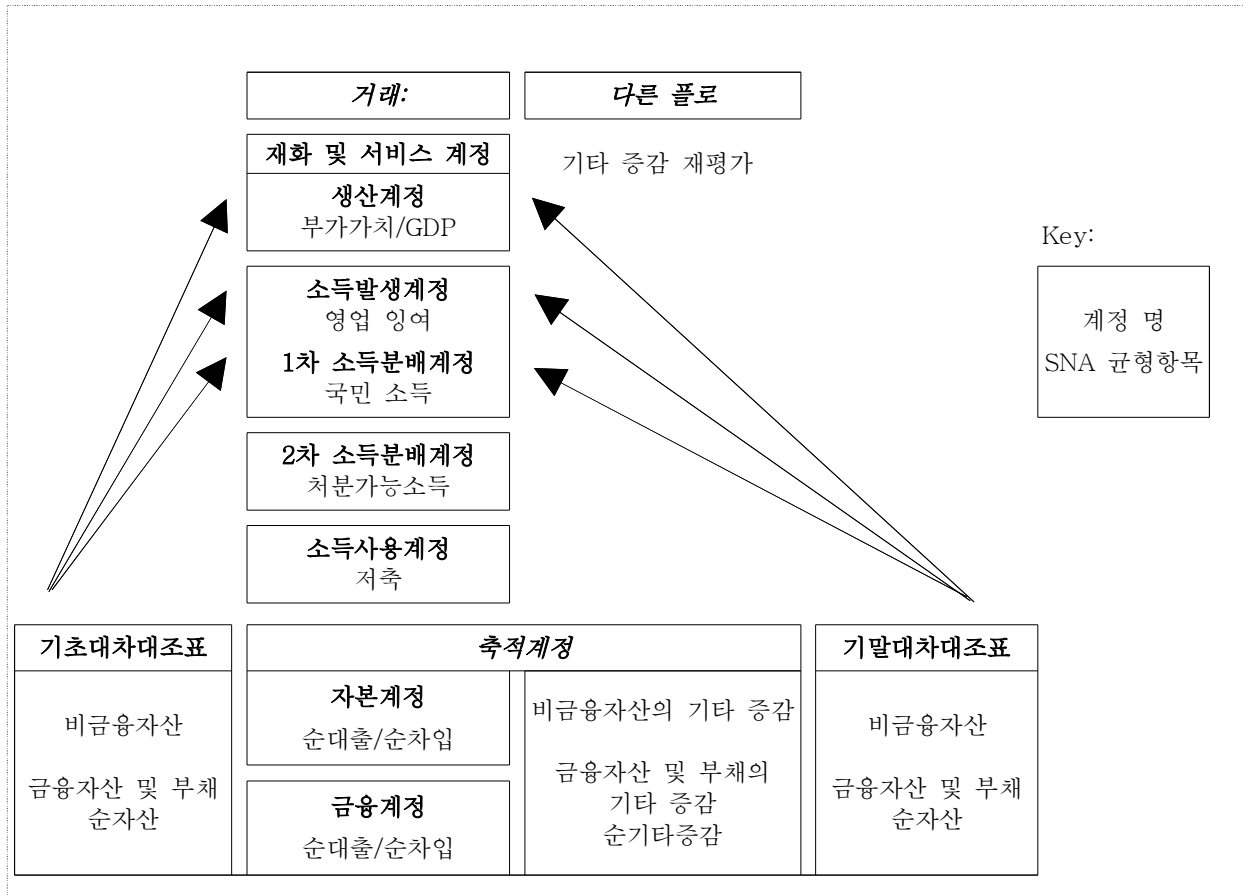 거래:
다른 플로
재화 및 서비스 계정
기타 증감 재평가
생산계정
부가가치/GDP
Key:
계정 명
SNA 균형항목
소득발생계정
영업 잉여
1차 소득분배계정
국민 소득
2차 소득분배계정
처분가능소득
소득사용계정
저축
기초대차대조표
축적계정
기말대차대조표
비금융자산
금융자산 및 부채
순자산
자본계정
순대출/순차입
금융계정
순대출/순차입
비금융자산의 기타 증감
금융자산 및 부채의
기타 증감
순기타증감
비금융자산
금융자산 및 부채
순자산